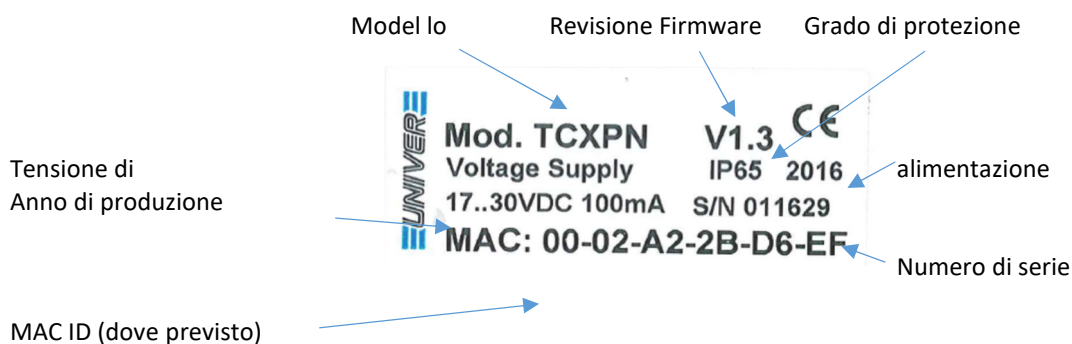 Model lo Revisione Firmware Grado di protezione
UNIVER
Mod. TCXPN V1.3 CE
Voltage Supply IP65 2016
17..30VDC 100mA S/N 011629
MAC: 00-02-A2-2B-D6-EF
Tensione di alimentazione
Anno di produzione
Numero di serie
MAC ID (dove previsto)